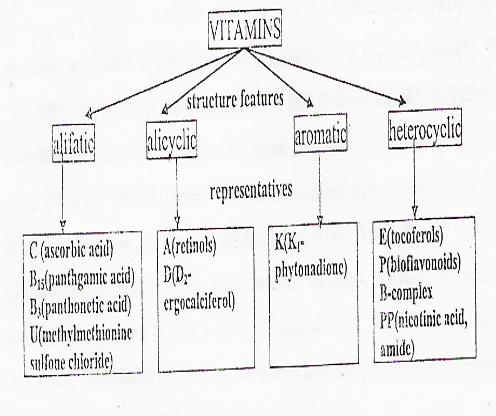 VITAMINS
structure features
alifatic
alicyclic
aromatic
heterocyclic
representatives
C (ascorbic acid)
B15(panthgamic acid)
B3(panthonetic acid)
U(methylmethionine
sulfone chloride)
A(retinols)
D(D2-
ergocalciferol)
K(K1-
phytonadione)
E(tocoferols)
P(bioflavonoids)
B-complex
PP(nicotinic acid,
amide)